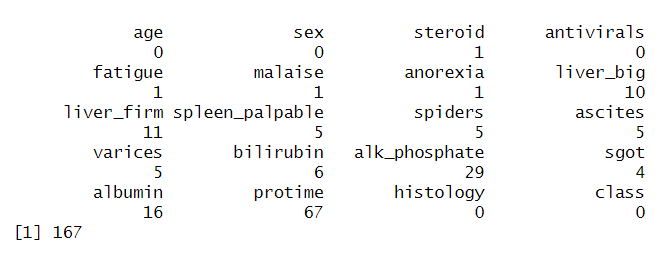 age sex steroid antivirals
0 0 1 0
fatigue malaise anorexia liver_big
1 1 1 10
liver_firm spleen_palpable spiders ascites
11 5 5 5
varices bilirubin alk_phosphate sgot
5 6 29 4
albumin protime histology class
16 67 0 0
[1] 167